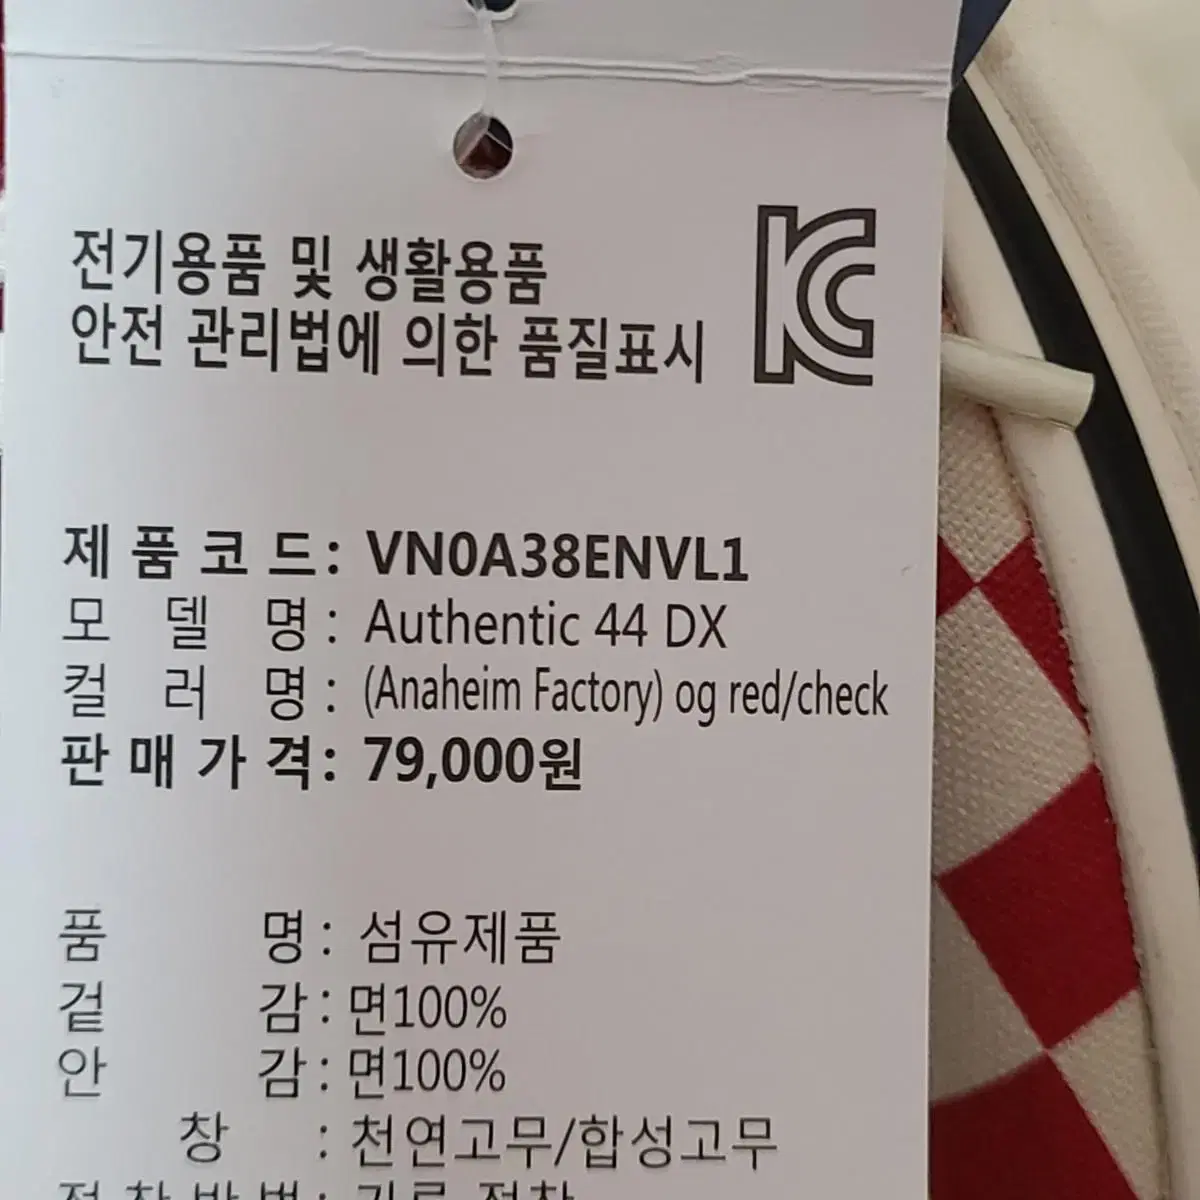 전기용품 및 생활용품
안전 관리법에 의한 품질표시
KC
제품코드: VN0A38ENVL1
모델명: Authentic 44 DX
컬러명: (Anaheim Factory) og red/check
판매가격: 79,000원
품명: 섬유제품
겉감: 면100%
안감: 면100%
창: 천연고무/합성고무